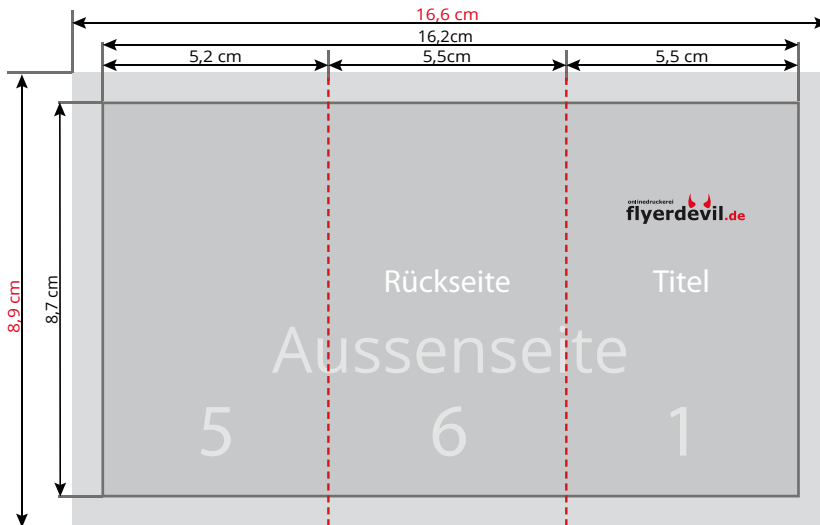 16,6 cm
16,2cm
5,2 cm
5,5cm
5,5 cm
onlinedruckerei
flyerdevil.de
8,9 cm
8,7 cm
Rückseite
Titel
Aussenseite
5
6
1